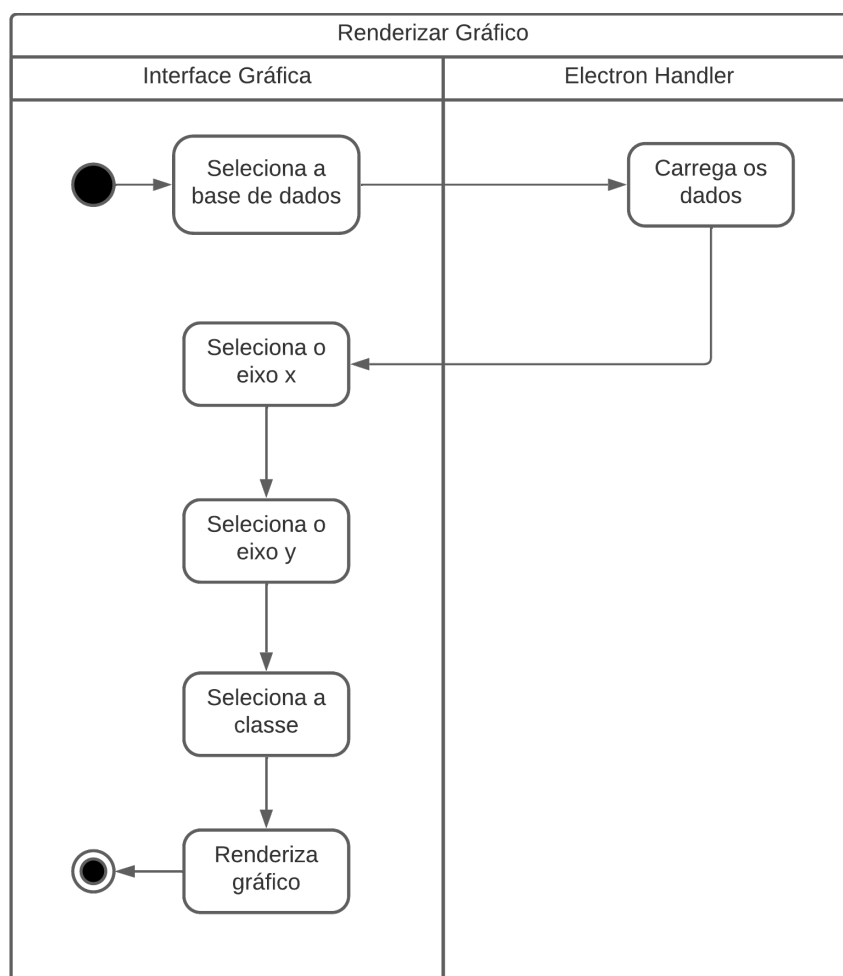 Renderizar Gráfico
Interface Gráfica
Electron Handler
Seleciona a
base de dados
Carrega os
dados
Seleciona o
eixo x
Seleciona o
eixo y
Seleciona a
classe
Renderiza
gráfico